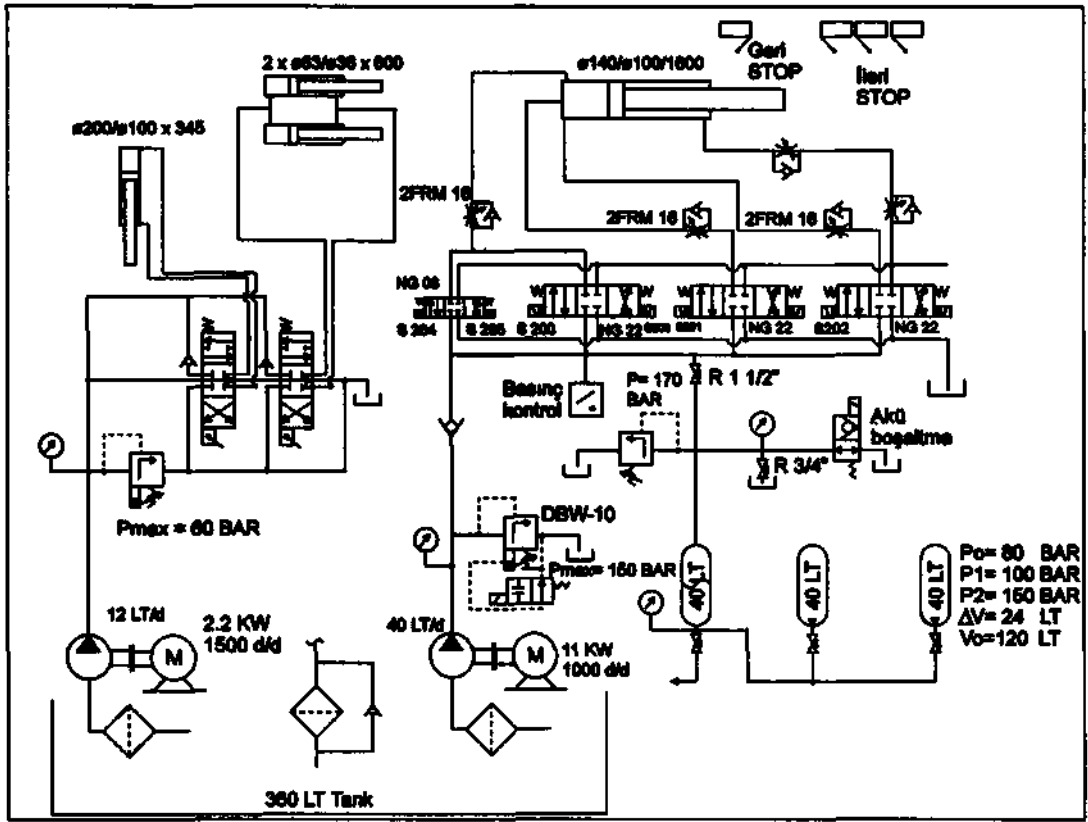 Geri
STOP
İleri
STOP
2 x ø63/ø36 x 600
ø140/ø100/1600
ø200/ø100 x 345
2FRM 16
2FRM 16
2FRM 16
NG 06
S 264
S 265
S 200
NG 22
NG 22
S202
NG 22
Basınç
kontrol
P= 170
BAR
R 1 1/2"
Akü
boşaltma
R 3/4"
Pmax = 60 BAR
DBW-10
Pmax= 150 BAR
40 LT
40 LT
40 LT
Po= 80 BAR
P1= 100 BAR
P2= 150 BAR
ΔV= 24 LT
Vo=120 LT
12 LT/d
2.2 KW
1500 d/d
M
40 LT/d
11 KW
1000 d/d
M
360 LT Tank